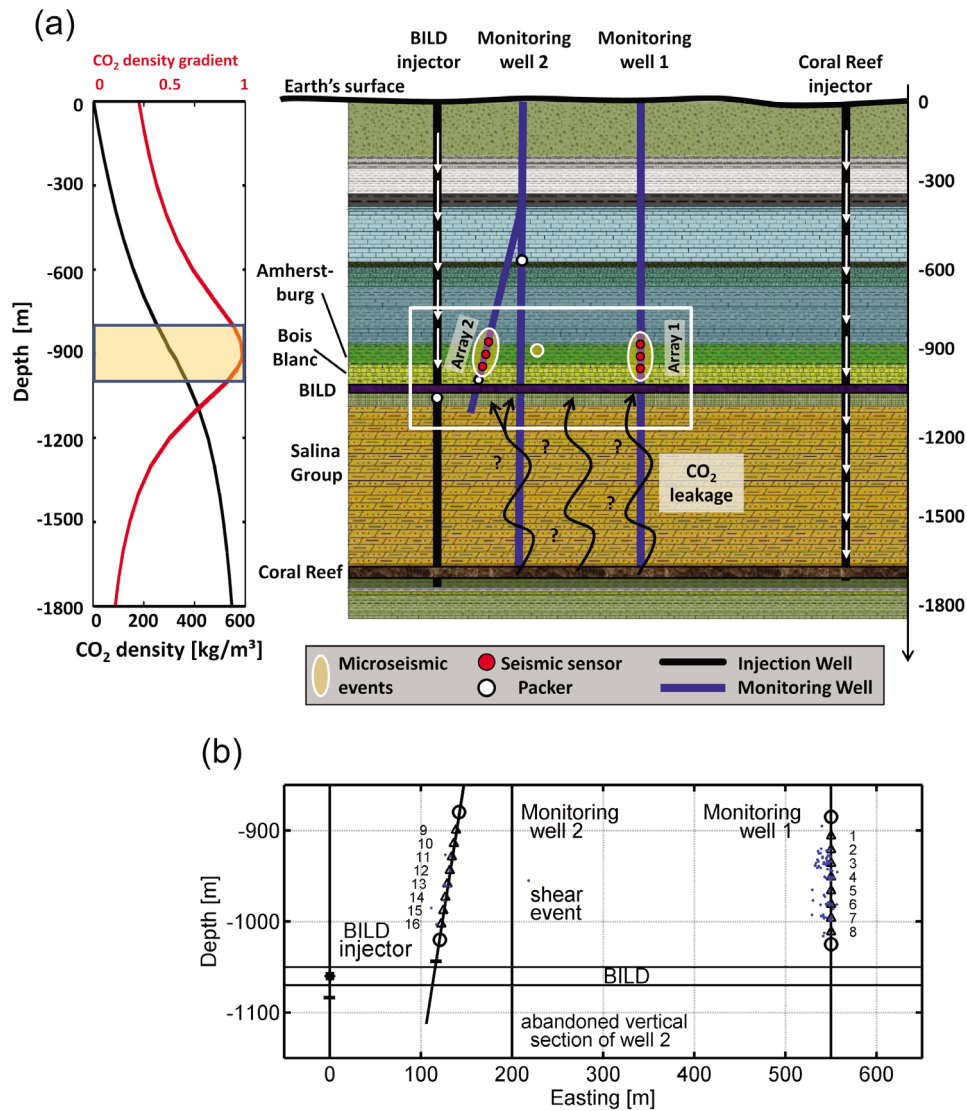 (a)
CO₂ density gradient
0 0.5 1
BILD
injector
Monitoring
well 2
Monitoring
well 1
Coral Reef
injector
Earth's surface
0
-300
-600
-900
-1200
-1500
-1800
Depth [m]
0 200 400 600
CO₂ density [kg/m³]
Amherst-
burg
Bois
Blanc
BILD
Salina
Group
Coral Reef
Array 2
Array 1
? ? ? ? ?
CO₂
leakage
0
-300
-600
-900
-1200
-1500
-1800
Microseismic
events
Seismic sensor
Packer
Injection Well
Monitoring Well
(b)
Depth [m]
-900
-1000
-1100
9
10
11
12
13
14
15
16
BILD
injector
Monitoring
well 2
shear
event
Monitoring
well 1
1
2
3
4
5
6
7
8
BILD
abandoned vertical
section of well 2
0 100 200 300 400 500 600
Easting [m]